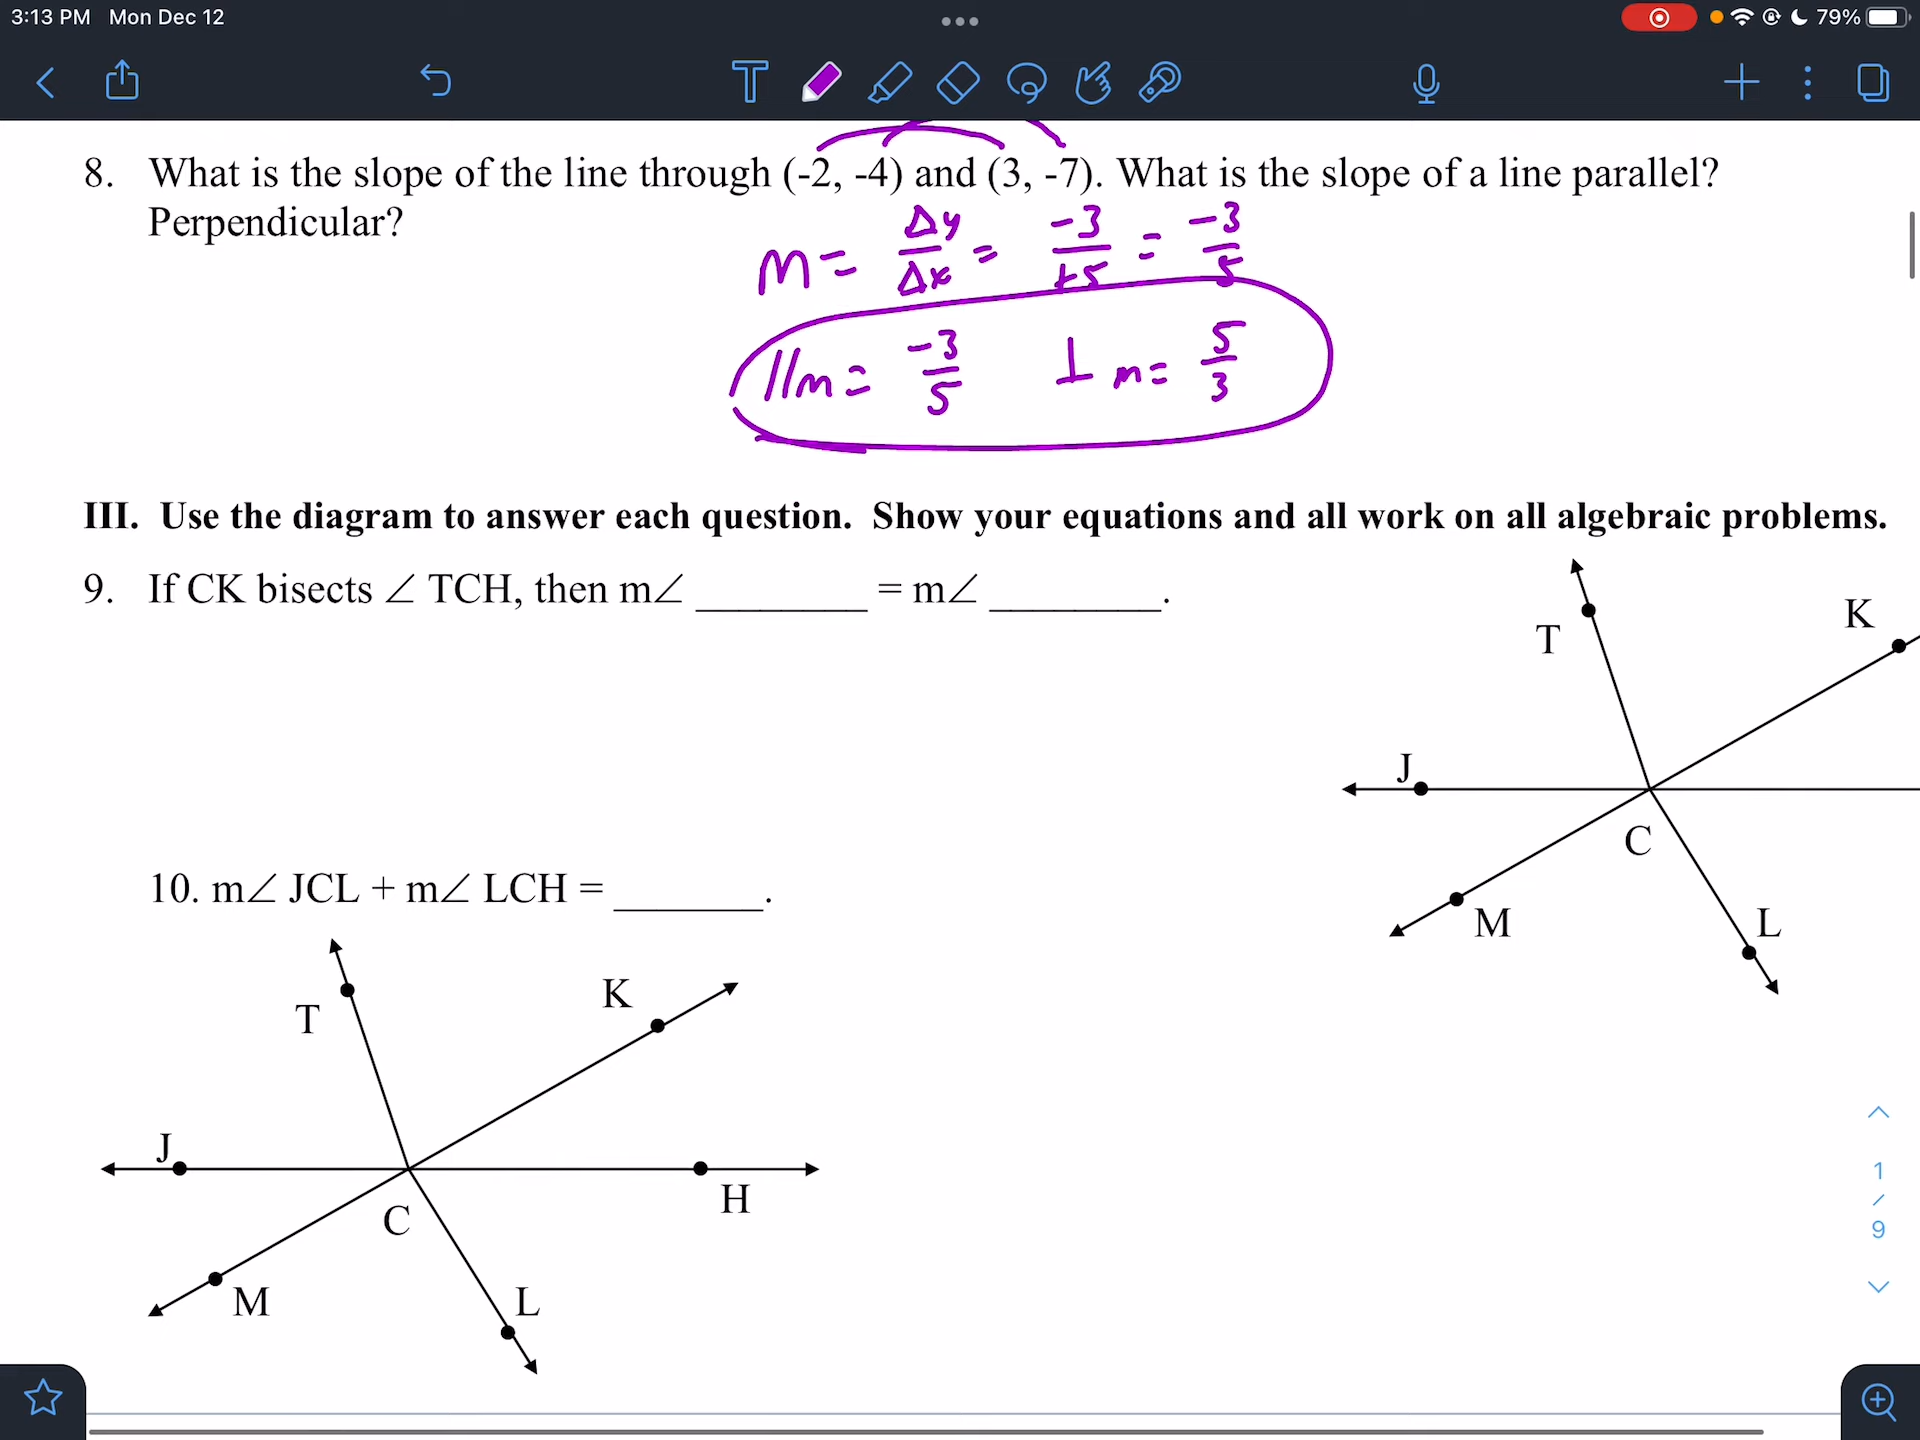 3:13 PM Mon Dec 12
79%
T
8. What is the slope of the line through (-2, -4) and (3, -7). What is the slope of a line parallel?
Perpendicular?
m = Δy/Δx = -3/+5 = -3/5
// m = -3/5 ⊥ m = 5/3
III. Use the diagram to answer each question. Show your equations and all work on all algebraic problems.
9. If CK bisects ∠ TCH, then m∠ ________ = m∠ ________.
T
K
J
C
M
L
10. m∠ JCL + m∠ LCH = _______.
T
K
J
H
C
M
L
1
/
9